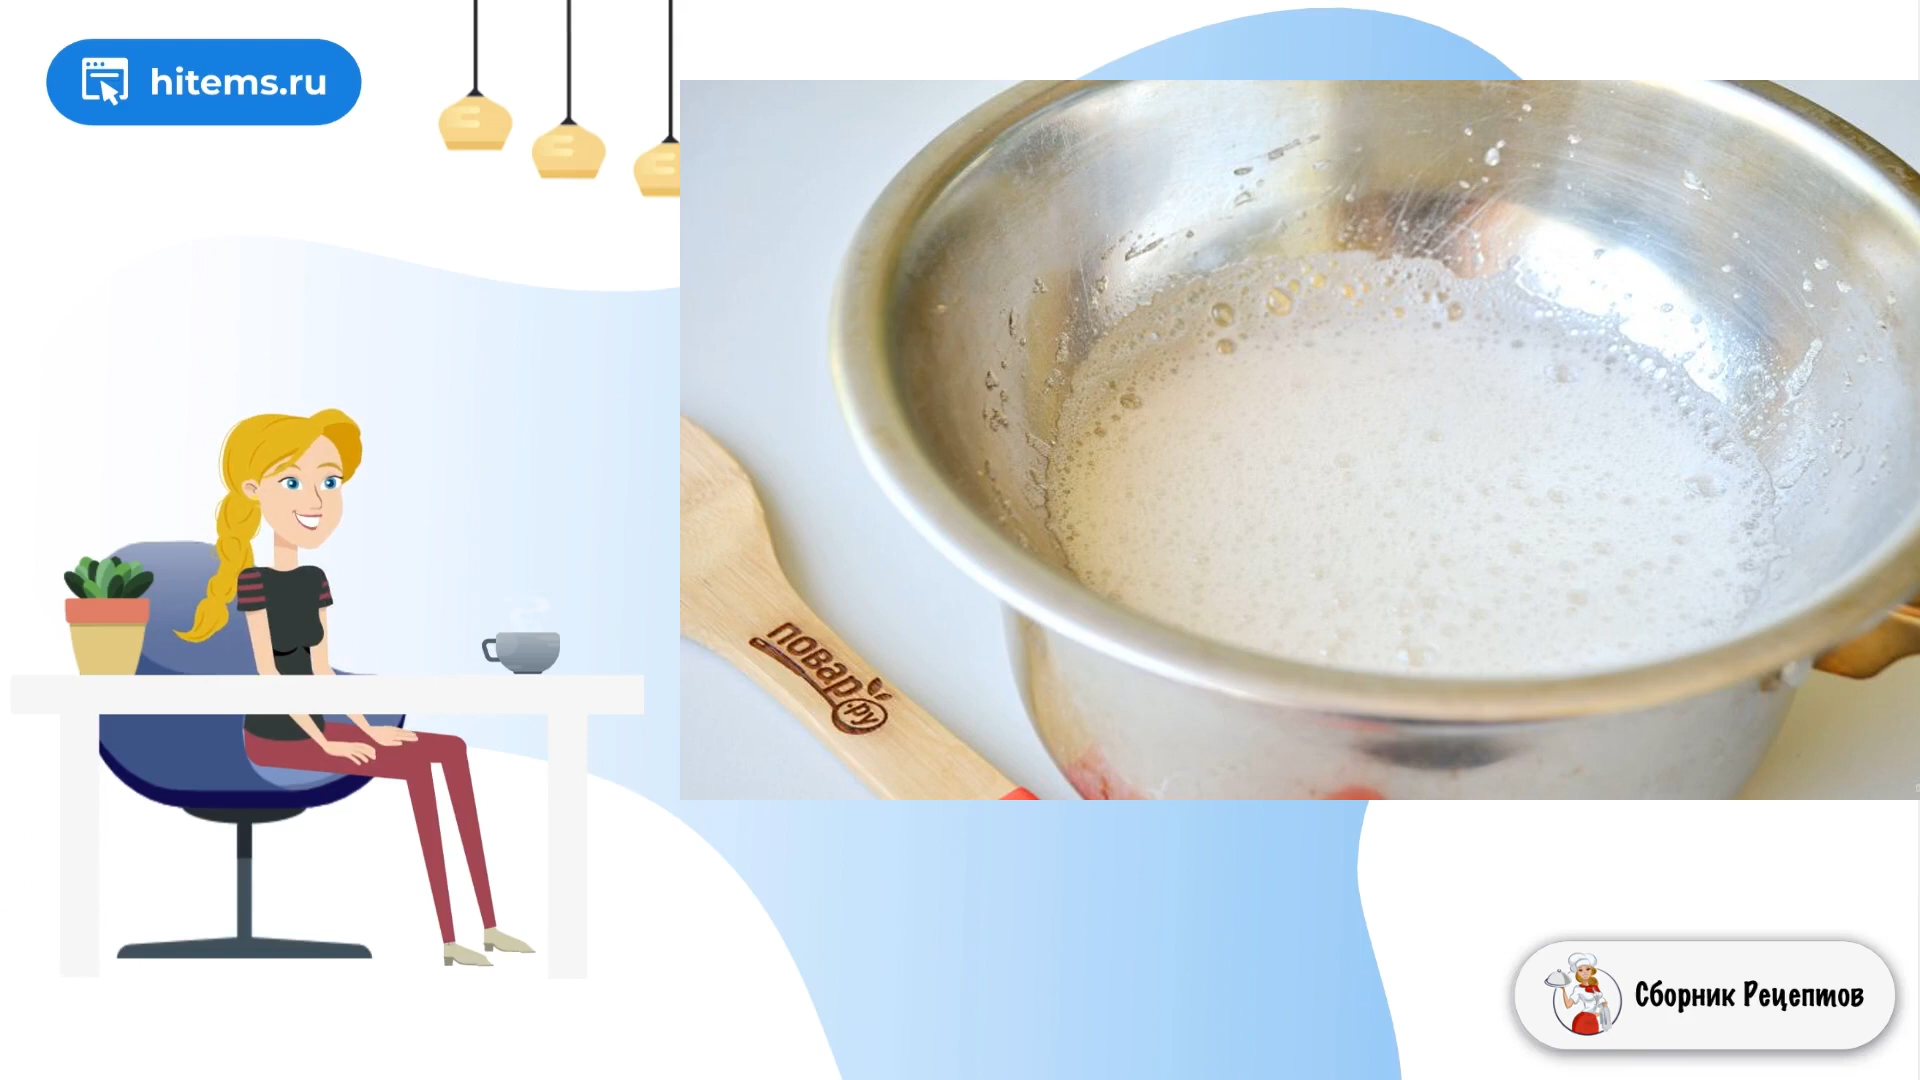 hitems.ru
повар
.ру
Сборник Рецептов